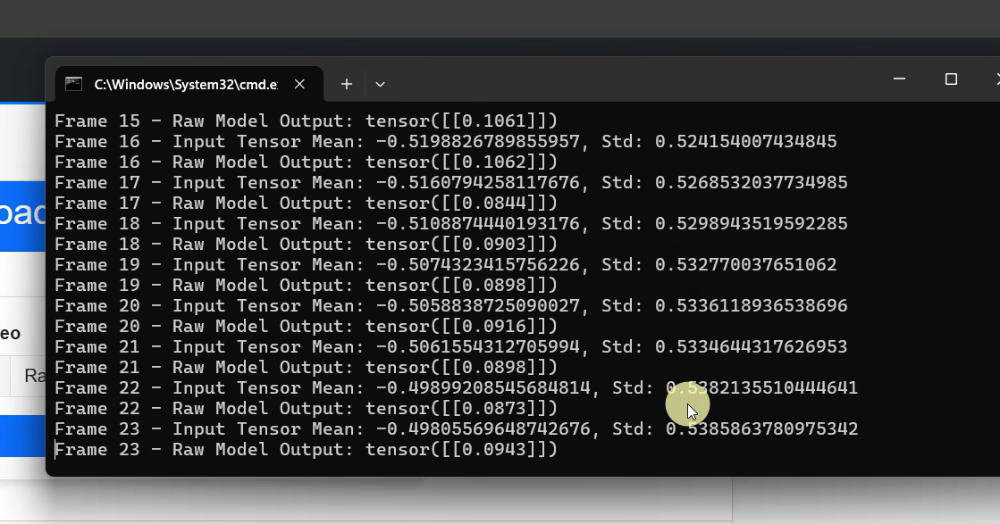 C:\Windows\System32\cmd.e
Frame 15 - Raw Model Output: tensor([[0.1061]])
Frame 16 - Input Tensor Mean: -0.5198826789855957, Std: 0.524154007434845
Frame 16 - Raw Model Output: tensor([[0.1062]])
Frame 17 - Input Tensor Mean: -0.5160794258117676, Std: 0.5268532037734985
Frame 17 - Raw Model Output: tensor([[0.0844]])
Frame 18 - Input Tensor Mean: -0.5108874440193176, Std: 0.5298943519592285
Frame 18 - Raw Model Output: tensor([[0.0903]])
Frame 19 - Input Tensor Mean: -0.5074323415756226, Std: 0.532770037651062
Frame 19 - Raw Model Output: tensor([[0.0898]])
Frame 20 - Input Tensor Mean: -0.5058838725090027, Std: 0.5336118936538696
Frame 20 - Raw Model Output: tensor([[0.0916]])
Frame 21 - Input Tensor Mean: -0.5061554312705994, Std: 0.5334644317626953
Frame 21 - Raw Model Output: tensor([[0.0898]])
Frame 22 - Input Tensor Mean: -0.49899208545684814, Std: 0.5382135510444641
Frame 22 - Raw Model Output: tensor([[0.0873]])
Frame 23 - Input Tensor Mean: -0.49805569648742676, Std: 0.5385863780975342
Frame 23 - Raw Model Output: tensor([[0.0943]])
oad
eo
Ra